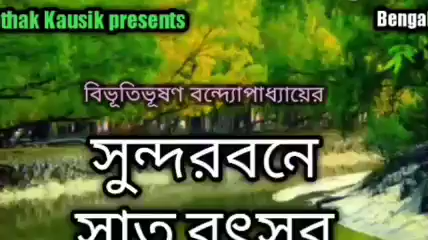 thak Kausik presents
Bengal
বিভূতিভূষণ বন্দ্যোপাধ্যায়ের
সুন্দরবনে
সাত বৎসর